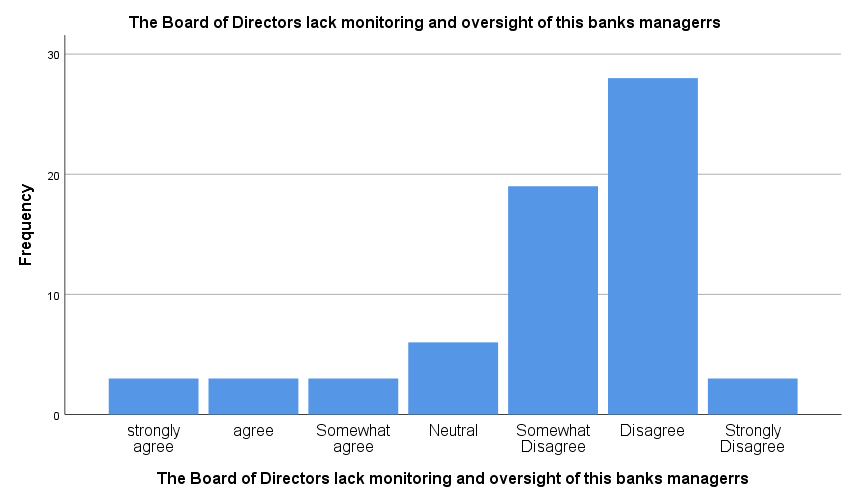 The Board of Directors lack monitoring and oversight of this banks managerrs
30
20
10
0
Frequency
strongly
agree
agree
Somewhat
agree
Neutral
Somewhat
Disagree
Disagree
Strongly
Disagree
The Board of Directors lack monitoring and oversight of this banks managerrs